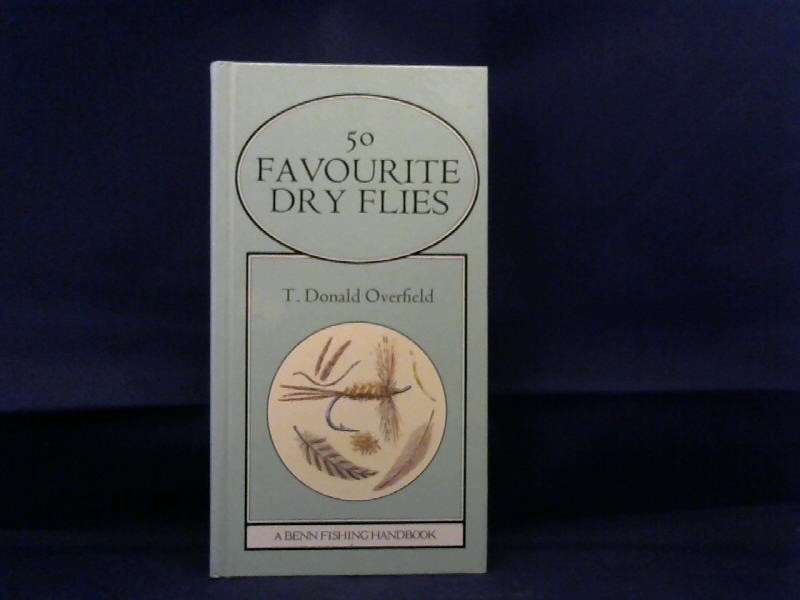 50
FAVOURITE
DRY FLIES
T. Donald Overfield
A BENN FISHING HANDBOOK